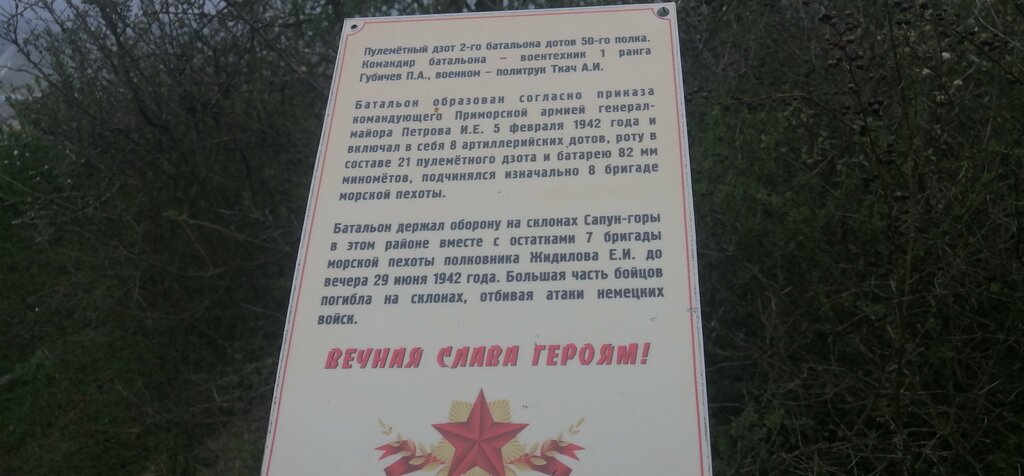 Пулемётный дзот 2-го батальона дотов 50-го полка.
Командир батальона – воентехник 1 ранга
Губичев П.А., военком – политрук Ткач А.И.
Батальон образован согласно приказа
командующего Приморской армией генерал-
майора Петрова И.Е. 5 февраля 1942 года и
включал в себя 8 артиллерийских дотов, роту в
составе 21 пулемётного дзота и батарею 82 мм
миномётов, подчинялся изначально 8 бригаде
морской пехоты.
Батальон держал оборону на склонах Сапун-горы
в этом районе вместе с остатками 7 бригады
морской пехоты полковника Жидилова Е.И. до
вечера 29 июня 1942 года. Большая часть бойцов
погибла на склонах, отбивая атаки немецких
войск.
ВЕЧНАЯ СЛАВА ГЕРОЯМ!